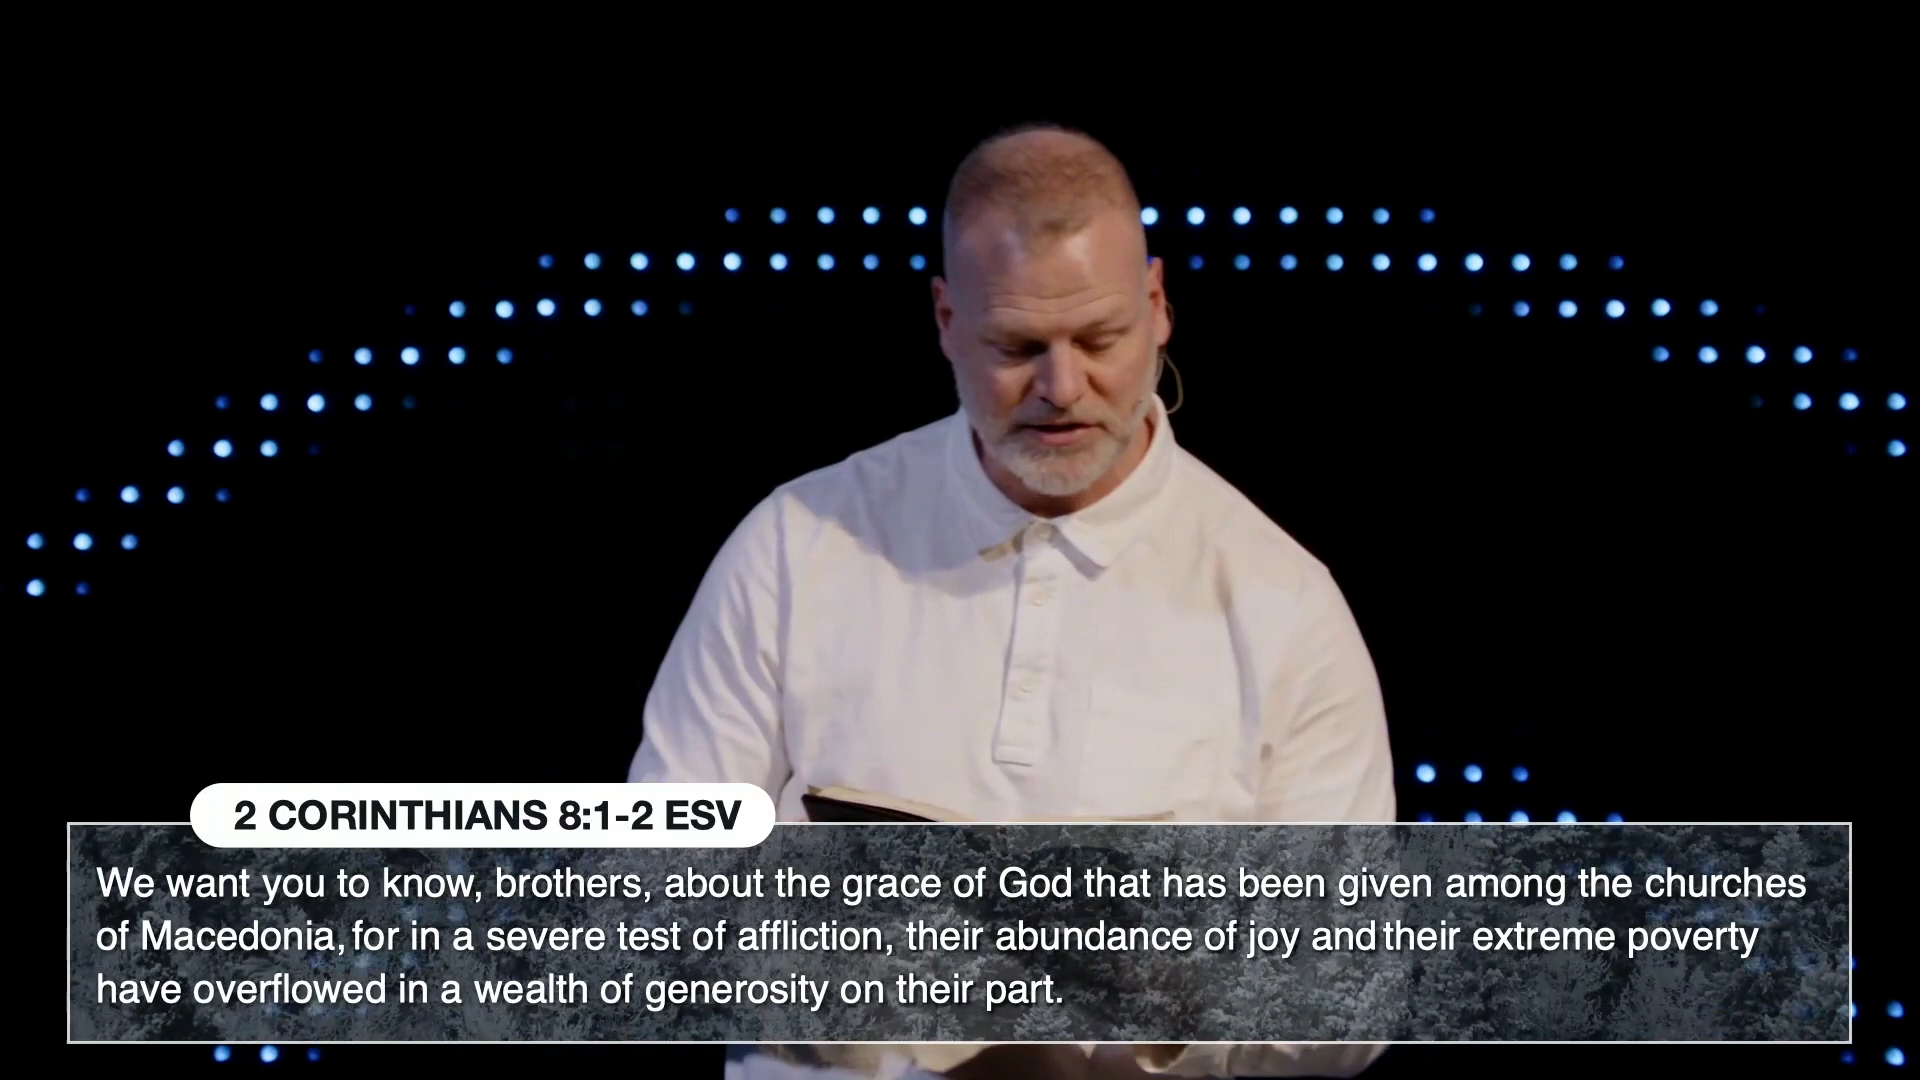 2 CORINTHIANS 8:1-2 ESV
We want you to know, brothers, about the grace of God that has been given among the churches
of Macedonia, for in a severe test of affliction, their abundance of joy and their extreme poverty
have overflowed in a wealth of generosity on their part.